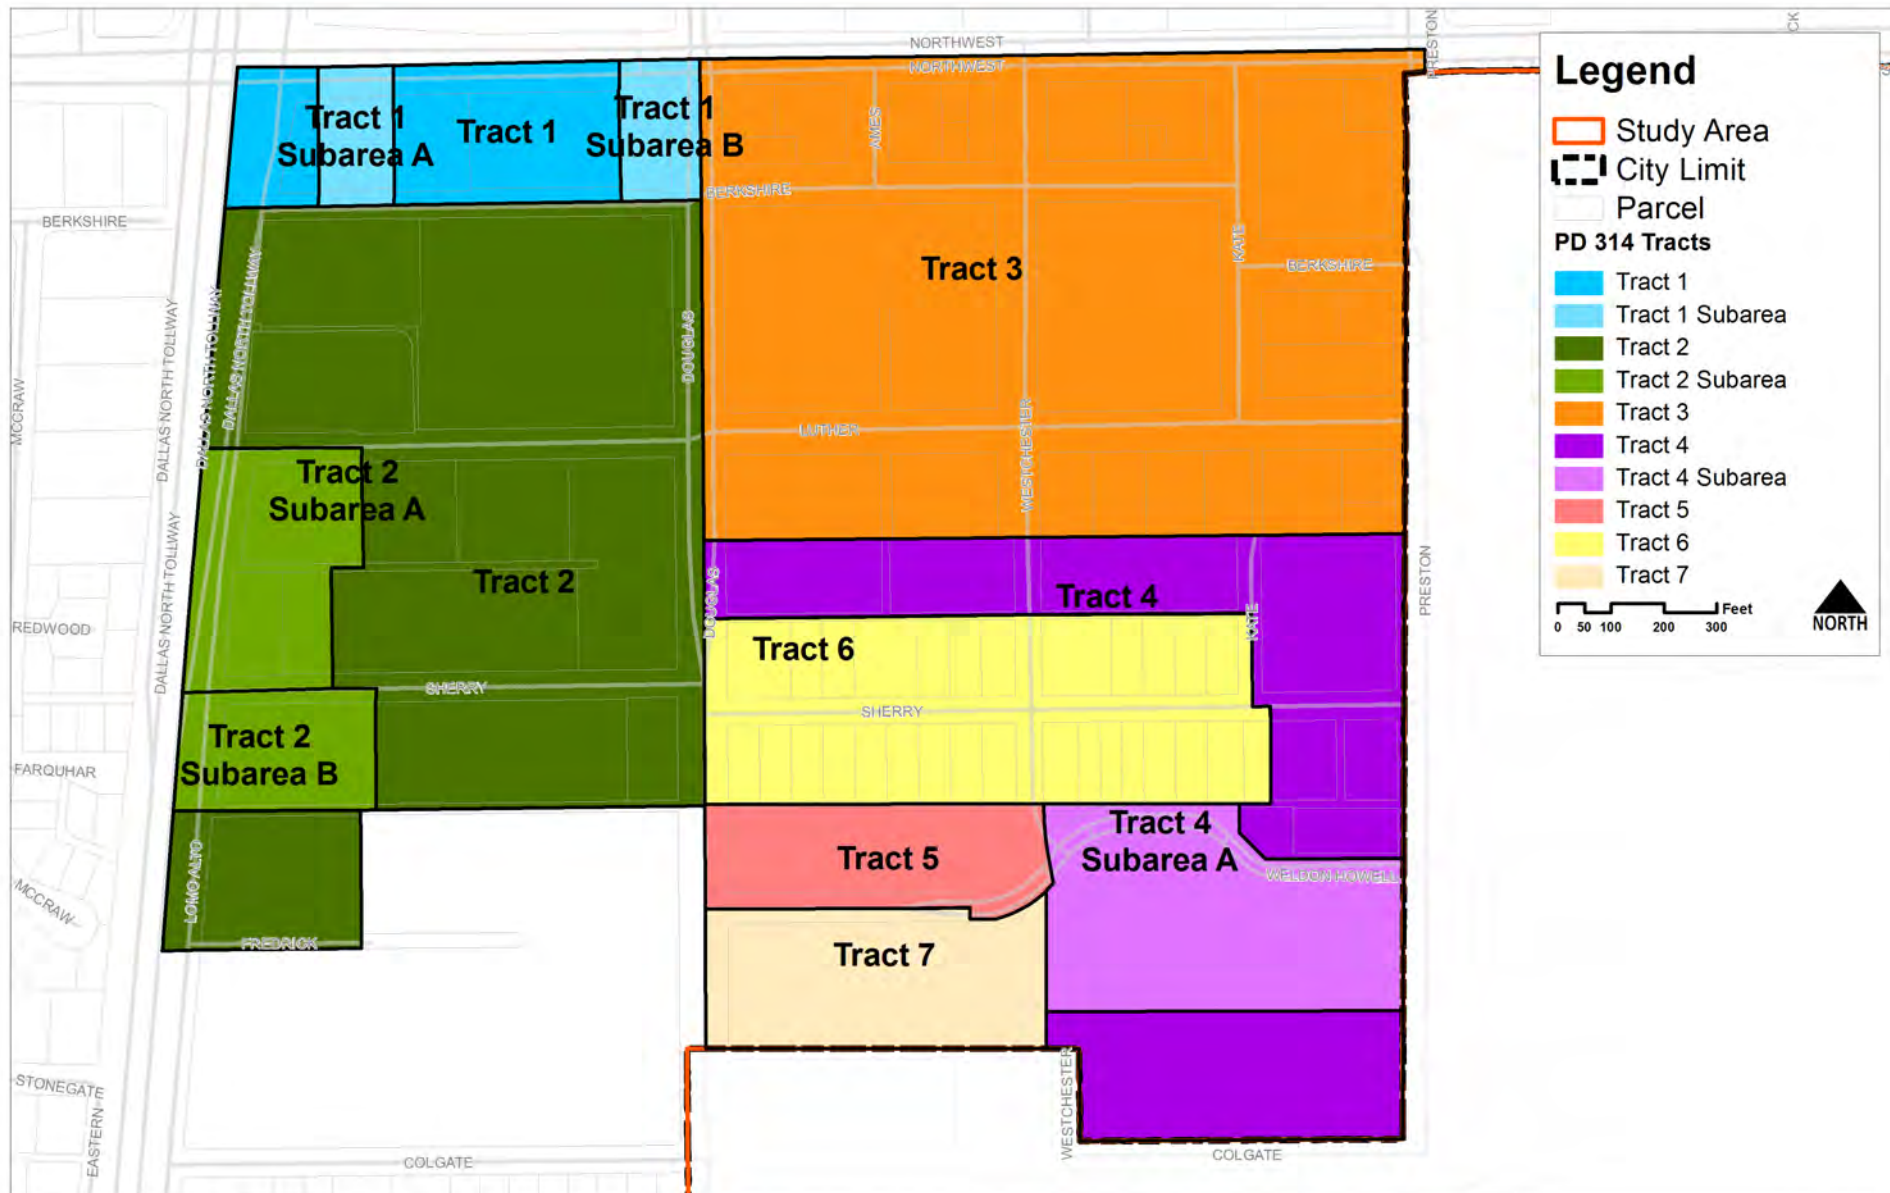 NORTHWEST
NORTHWEST
PRESTON
PRESTON
CK
Tract 1
Subarea A
Tract 1
Tract 1
Subarea B
AMES
BERKSHIRE
BERKSHIRE
KATE
BERKSHIRE
Tract 3
DALLAS NORTH TOLLWAY
DALLAS NORTH TOLLWAY
DALLAS NORTH TOLLWAY
DOUGLAS
MCCRAW
LUTHER
WESTCHESTER
Tract 2
Subarea A
DALLAS NORTH TOLLWAY
Tract 2
DOUGLAS
Tract 4
KATE
PRESTON
REDWOOD
Tract 6
SHERRY
SHERRY
Tract 2
Subarea B
FARQUHAR
LOMO ALTO
Tract 5
Tract 4
Subarea A
WELDON HOWELL
MCCRAW
FREDRICK
Tract 7
STONEGATE
EASTERN
WESTCHESTER
COLGATE
COLGATE
Legend
Study Area
City Limit
Parcel
PD 314 Tracts
Tract 1
Tract 1 Subarea
Tract 2
Tract 2 Subarea
Tract 3
Tract 4
Tract 4 Subarea
Tract 5
Tract 6
Tract 7
Feet
0 50 100 200 300
NORTH